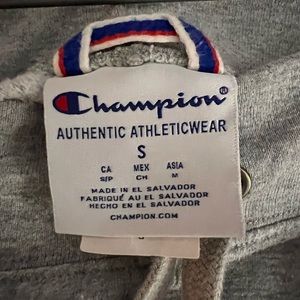 Champion®
AUTHENTIC ATHLETICWEAR
S
CA MEX ASIA
S/P CH M
MADE IN EL SALVADOR
FABRIQUÉ AU EL SALVADOR
HECHO EN EL SALVADOR
CHAMPION.COM